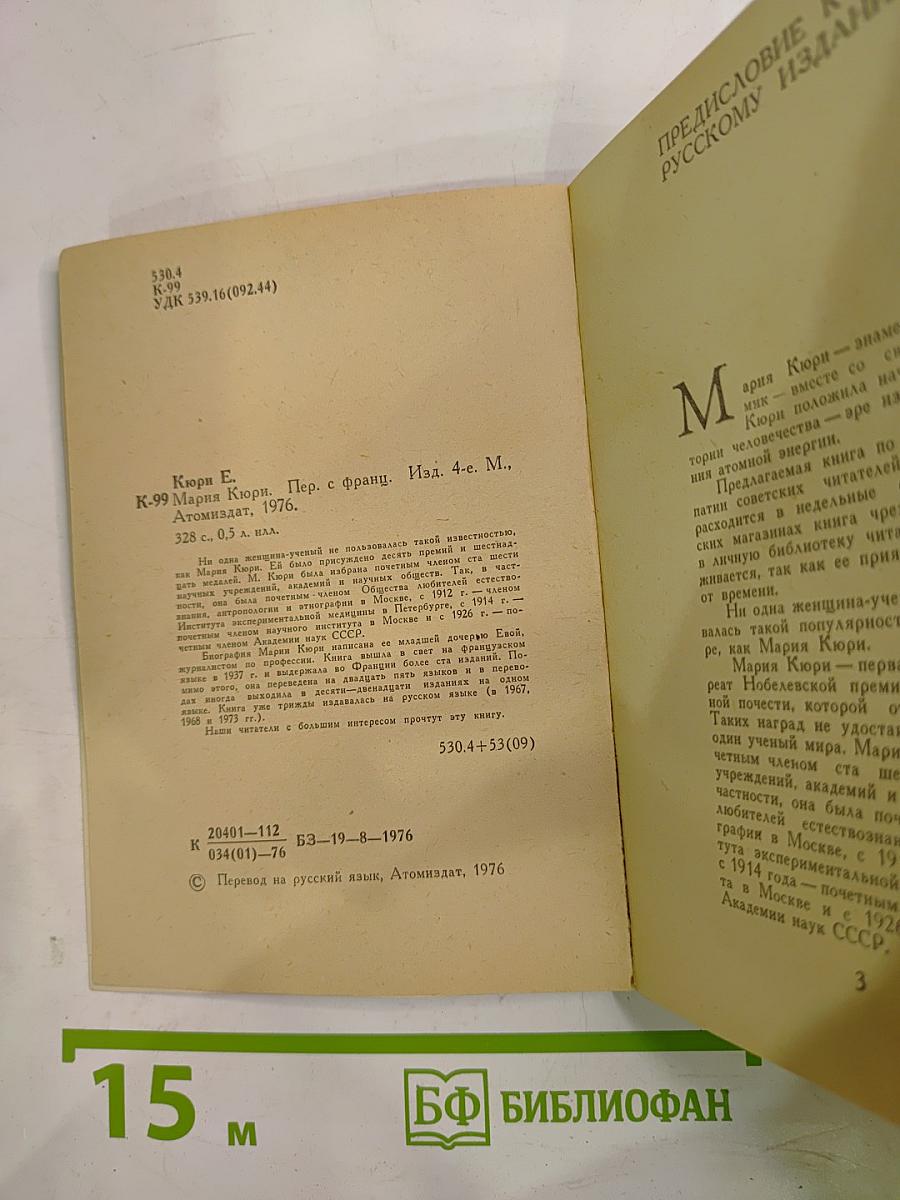 530.4
К-99
УДК 539.16(092.44)
Кюри Е.
К-99 Мария Кюри. Пер. с франц. Изд. 4-е. М.,
Атомиздат, 1976.
328 с., 0,5 л. илл.
Ни одна женщина-ученый не пользовалась такой известностью,
как Мария Кюри. Ей было присуждено десять премий и шестнад-
цать медалей. М. Кюри была избрана почетным членом ста шести
научных учреждений, академий и научных обществ. Так, в част-
ности, она была почетным членом Общества любителей естество-
знания, антропологии и этнографии в Москве, с 1912 г. — членом
Института экспериментальной медицины в Петербурге, с 1914 г. —
почетным членом научного института в Москве и с 1926 г. — по-
четным членом Академии наук СССР.
Биография Марии Кюри написана ее младшей дочерью Евой,
журналистом по профессии. Книга вышла в свет на французском
языке в 1937 г. и выдержала во Франции более ста изданий. По-
мимо этого, она переведена на двадцать пять языков и в перево-
дах иногда выходила в десяти—двенадцати изданиях на одном
языке. Книга уже трижды издавалась на русском языке (в 1967,
1968 и 1973 гг.).
Наши читатели с большим интересом прочтут эту книгу.
530.4+53(09)
К 20401—112
034(01)—76 БЗ—19—8—1976
© Перевод на русский язык, Атомиздат, 1976
ПРЕДИСЛОВИЕ К
РУССКОМУ ИЗДАНИ
Мария Кюри — знаме
мик — вместе со
Кюри положила нач
тории человечества — эре
ния атомной энергии.
Предлагаемая книга по
патии советских читателей
расходится в недельные
ских магазинах книга чрез
в личную библиотеку чита
живается, так как ее прия
от времени.
Ни одна женщина-уче
валась такой популярност
ре, как Мария Кюри.
Мария Кюри — перва
реат Нобелевской преми
ной почести, которой от
Таких наград не удоста
один ученый мира. Мари
четным членом ста ше
учреждений, академий и
частности, она была поч
любителей естествознан
графии в Москве, с 19
тута экспериментальной
с 1914 года — почетным
та в Москве и с 1926
Академии наук СССР.
3
15 м
БФ БИБЛИОФАН